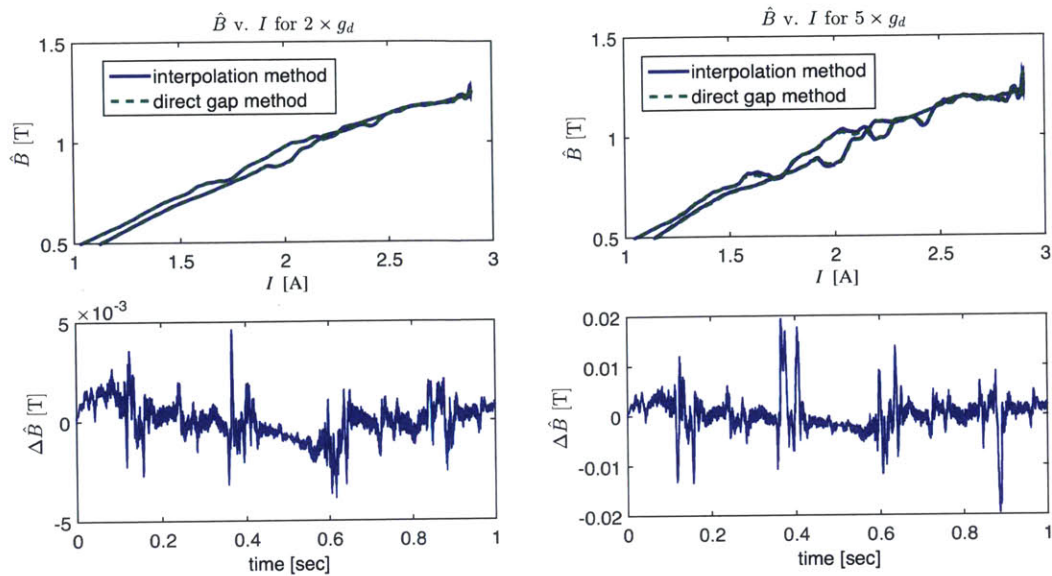 B̂ v. I for 2 × g_d
1.5
1
0.5
B̂ [T]
interpolation method
direct gap method
1
1.5
2
2.5
3
I [A]
B̂ v. I for 5 × g_d
1.5
1
0.5
B̂ [T]
interpolation method
direct gap method
1
1.5
2
2.5
3
I [A]
×10⁻³
5
0
-5
ΔB̂ [T]
0
0.2
0.4
0.6
0.8
1
time [sec]
0.02
0.01
0
-0.01
-0.02
ΔB̂ [T]
0
0.2
0.4
0.6
0.8
1
time [sec]